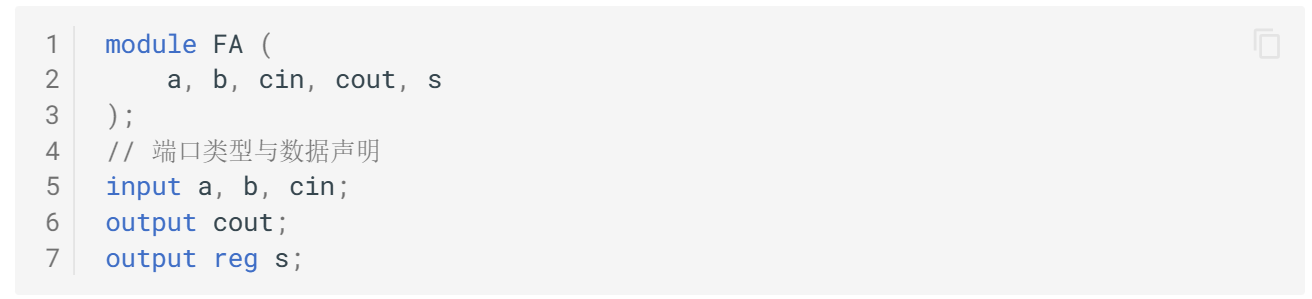 1 module FA (
2     a, b, cin, cout, s
3 );
4 // 端口类型与数据声明
5 input a, b, cin;
6 output cout;
7 output reg s;